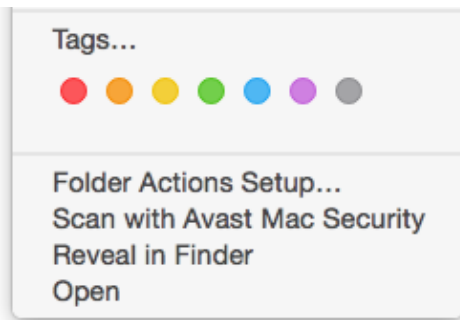 Tags...
Folder Actions Setup...
Scan with Avast Mac Security
Reveal in Finder
Open